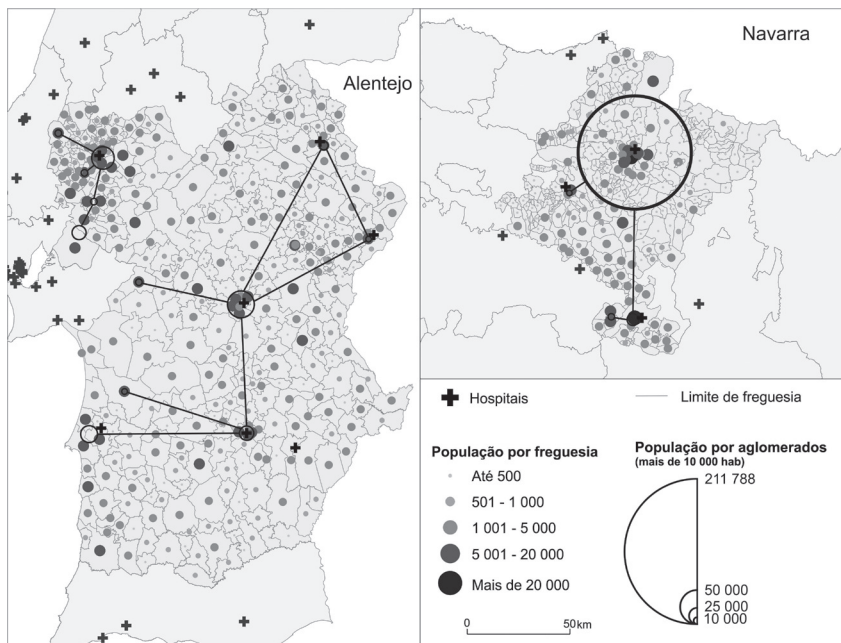 Alentejo
Navarra
Hospitais
Limite de freguesia
População por freguesia
Até 500
501 - 1 000
1 001 - 5 000
5 001 - 20 000
Mais de 20 000
0
50 km
População por aglomerados
(mais de 10 000 hab)
211 788
50 000
25 000
10 000